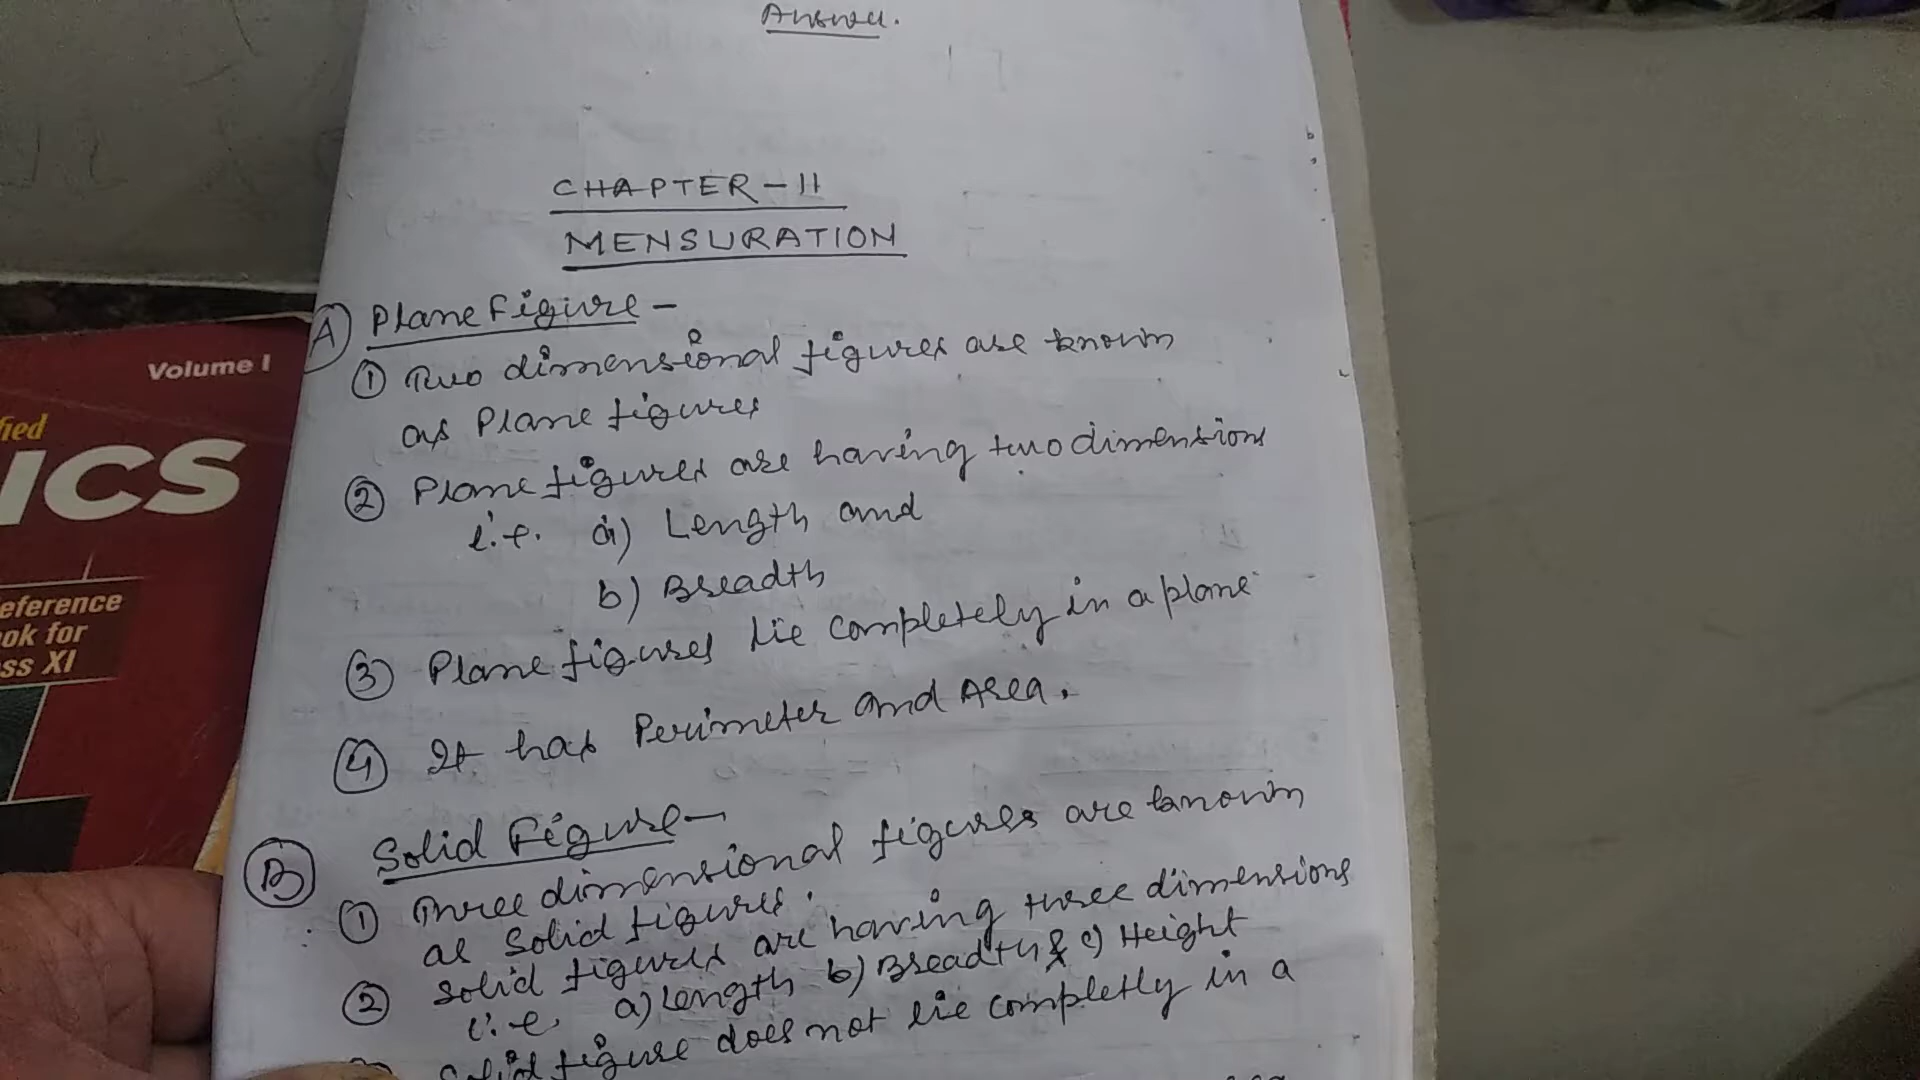 Answer.
CHAPTER-11
MENSURATION
A) Plane Figure -
① Two dimensional figures are known
as Plane figures
② Plane figures are having two dimensions
i.e. a) Length and
b) Breadth
③ Plane figures lie completely in a plane
④ It has Perimeter and Area.
B Solid Figure -
① Three dimensional figures are known
as Solid figures.
② Solid figures are having three dimensions
i.e. a) Length b) Breadth & c) Height
Solid figure does not lie completly in a
Volume I
fied
ICS
eference
ook for
ss XI